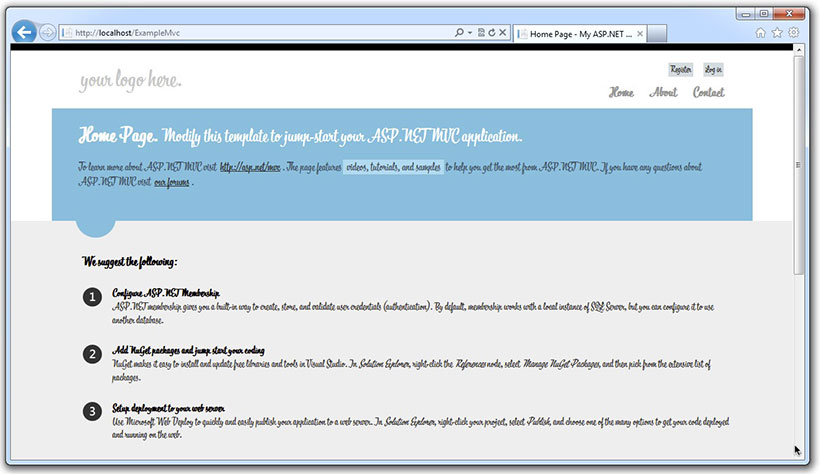 http://localhost/ExampleMvc
Home Page - My ASP.NET ...
your logo here.
Register Log in
Home About Contact
Home Page. Modify this template to jump-start your ASP.NET MVC application.
To learn more about ASP.NET MVC visit http://asp.net/mvc . The page features videos, tutorials, and samples to help you get the most from ASP.NET MVC. If you have any questions about
ASP.NET MVC visit our forums .
We suggest the following:
1 Configure ASP.NET Membership
ASP.NET membership gives you a built-in way to create, store, and validate user credentials (authentication). By default, membership works with a local instance of SQL Server, but you can configure it to use
another database.
2 Add NuGet packages and jump start your coding
NuGet makes it easy to install and update free libraries and tools in Visual Studio. In Solution Explorer, right-click the References node, select Manage NuGet Packages, and then pick from the extensive list of
packages.
3 Setup deployment to your web server
Use Microsoft Web Deploy to quickly and easily publish your application to a web server. In Solution Explorer, right-click your project, select Publish, and choose one of the many options to get your code deployed
and running on the web.